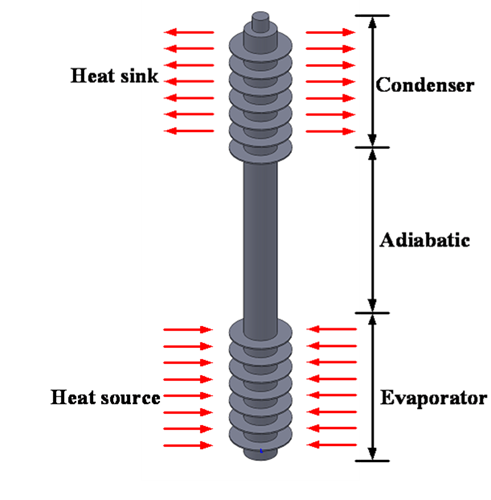 Heat sink
Condenser
Adiabatic
Heat source
Evaporator